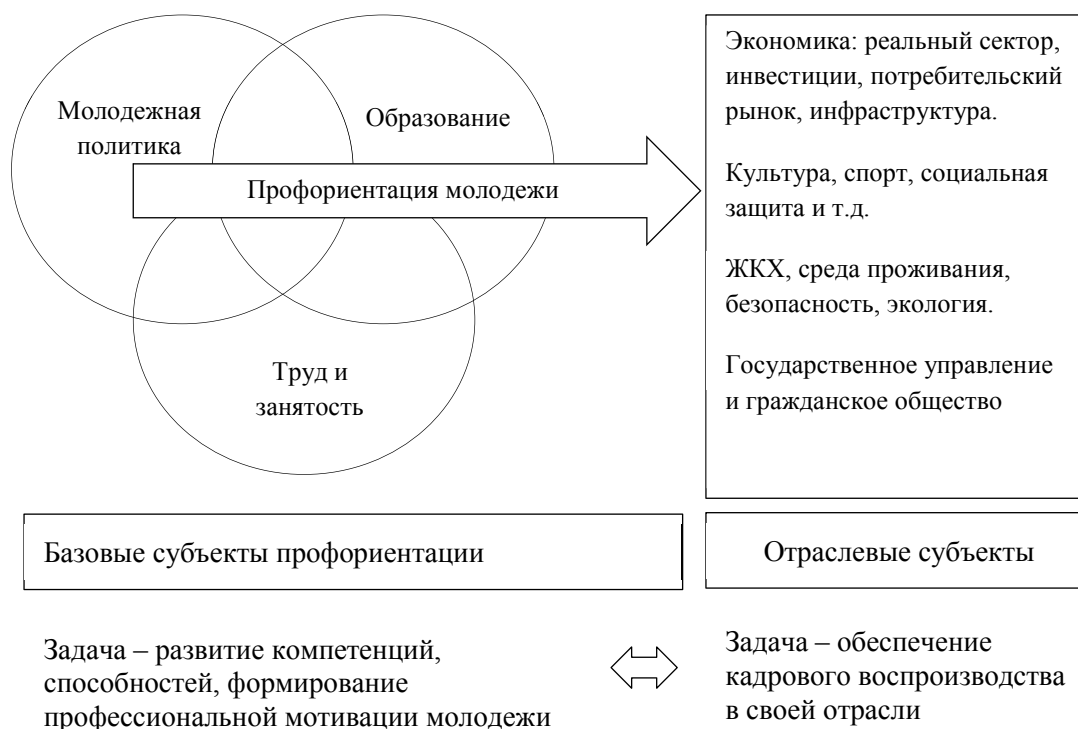 Молодежная
политика
Образование
Профориентация молодежи
Труд и
занятость
Экономика: реальный сектор,
инвестиции, потребительский
рынок, инфраструктура.
Культура, спорт, социальная
защита и т.д.
ЖКХ, среда проживания,
безопасность, экология.
Государственное управление
и гражданское общество
Базовые субъекты профориентации
Отраслевые субъекты
Задача – развитие компетенций,
способностей, формирование
профессиональной мотивации молодежи
Задача – обеспечение
кадрового воспроизводства
в своей отрасли